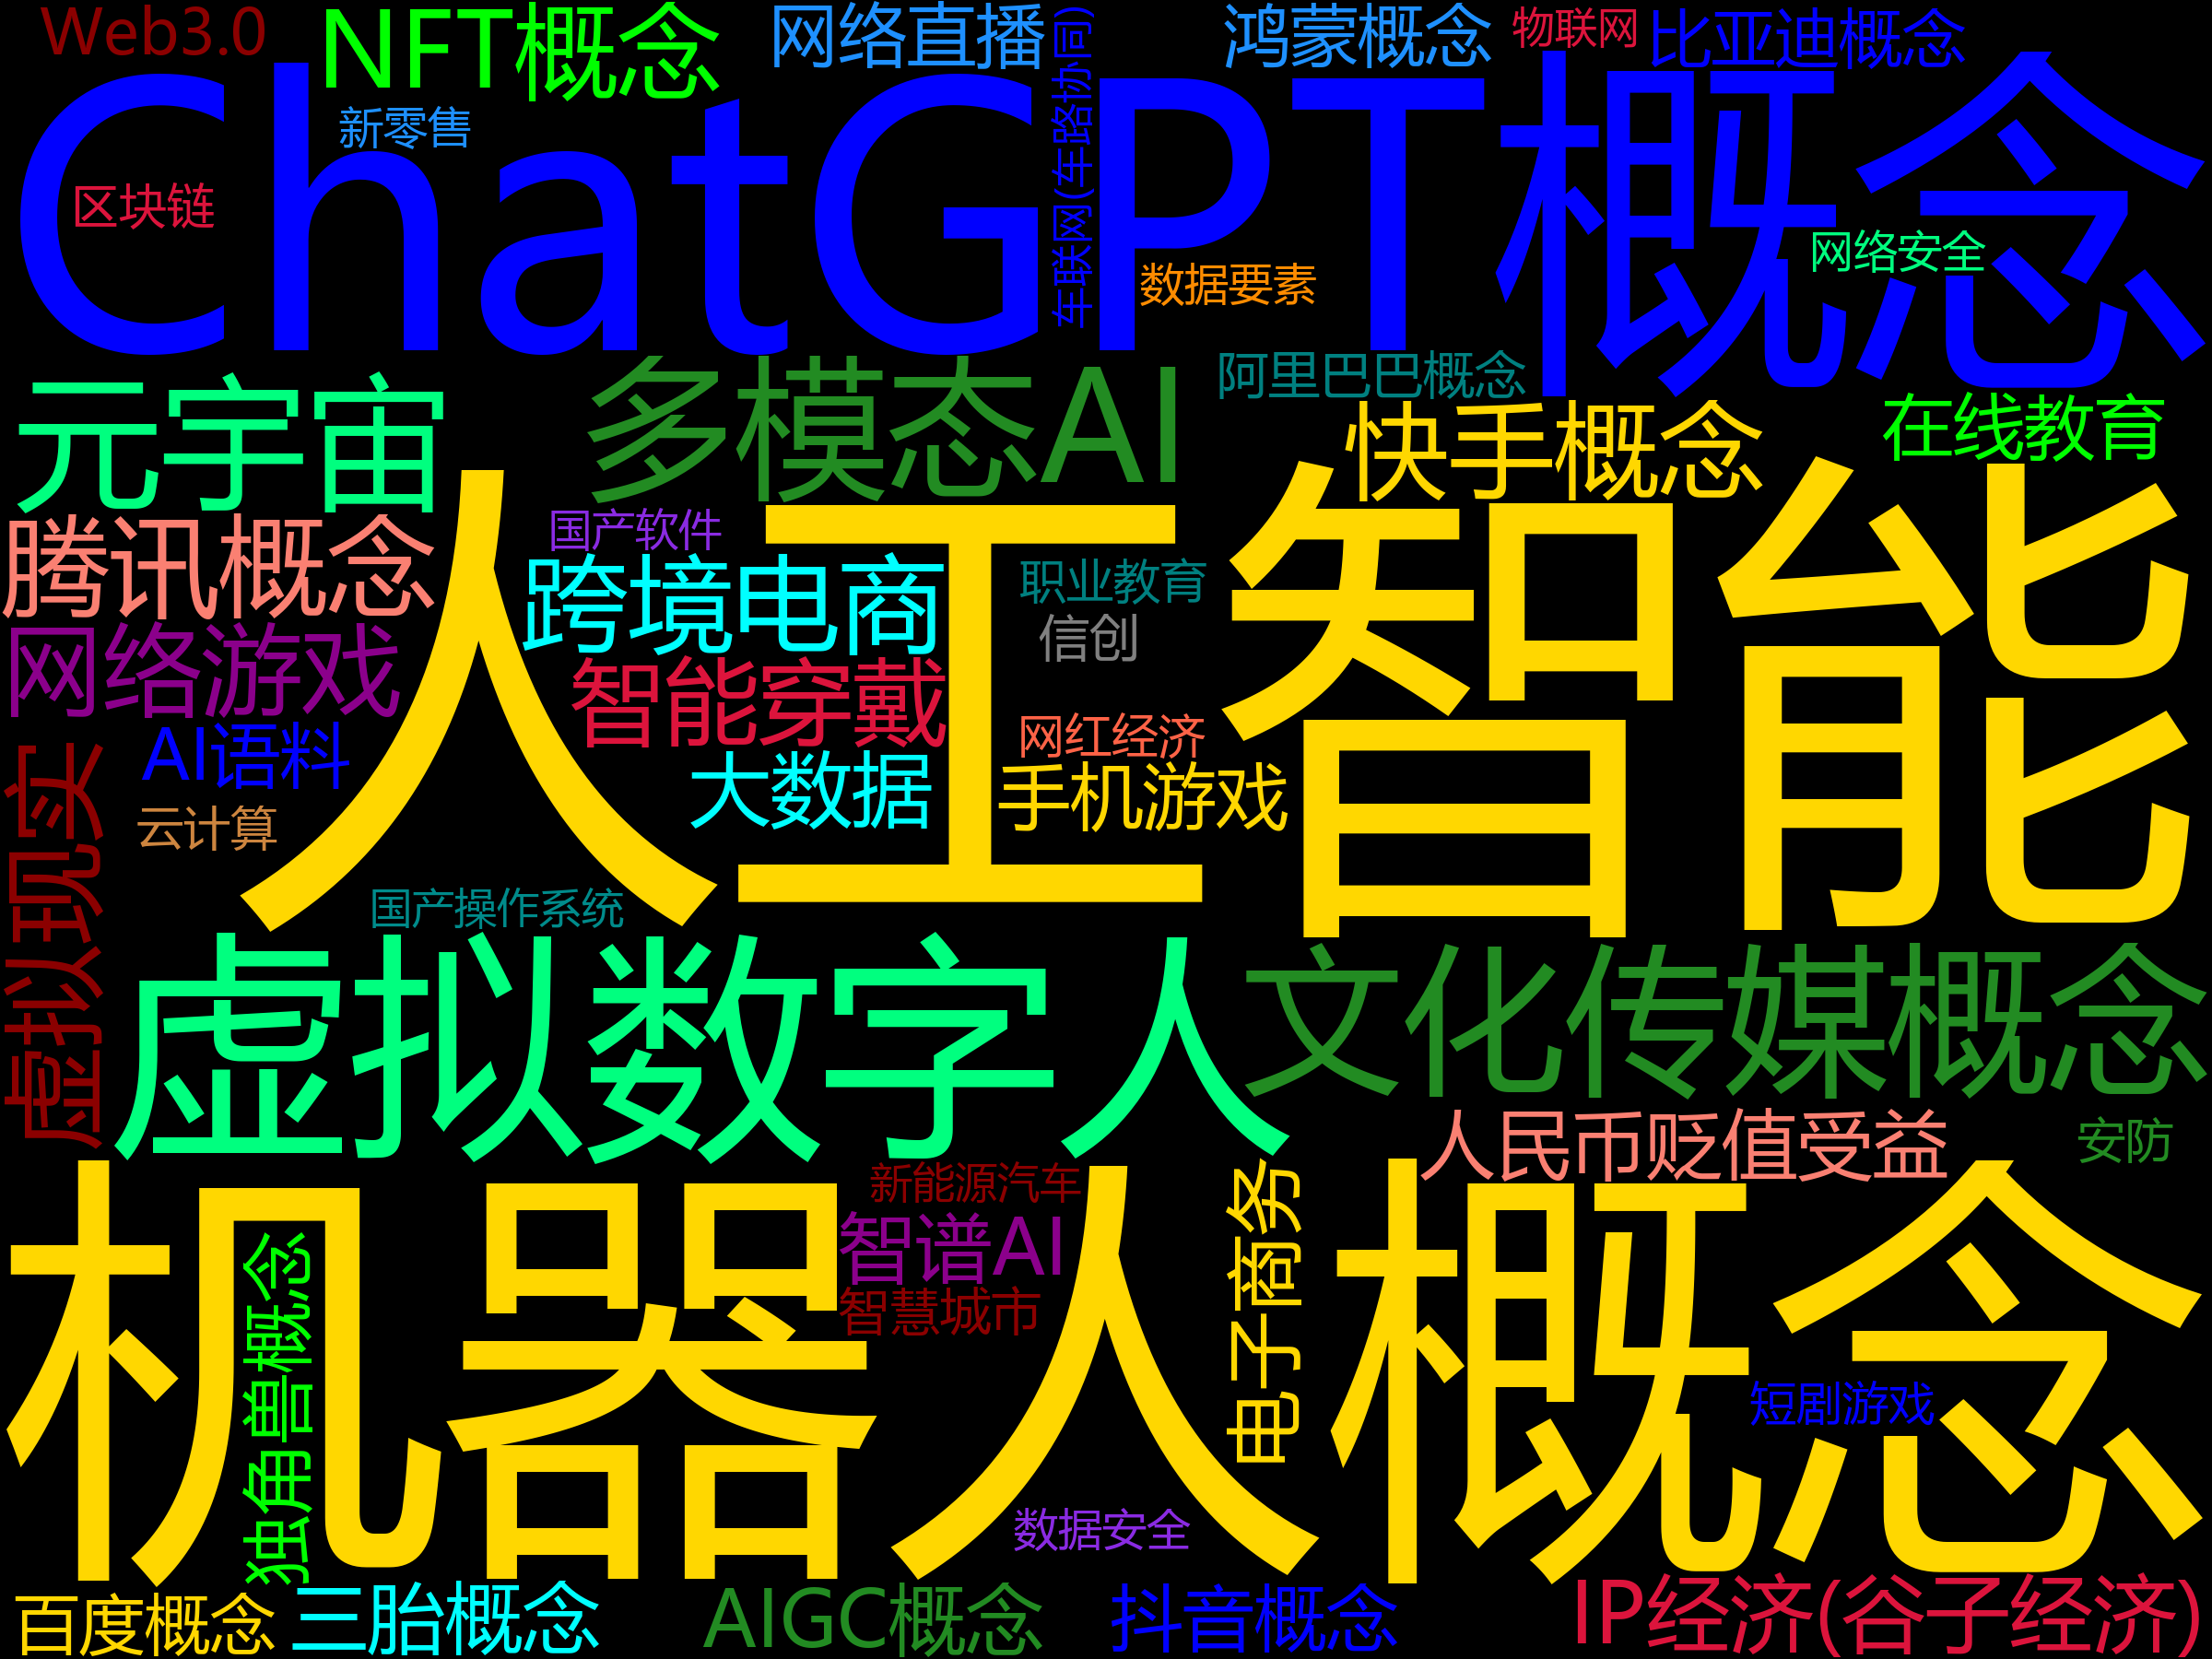 Web3.0
NFT概念
网络直播
鸿蒙概念
物联网
比亚迪概念
ChatGPT概念
新零售
区块链
车联网(车路协同)
数据要素
网络安全
元宇宙
多模态AI
阿里巴巴概念
快手概念
在线教育
腾讯概念
国产软件
人工智能
跨境电商
职业教育
信创
网络游戏
智能穿戴
网红经济
AI语料
大数据
手机游戏
云计算
虚拟现实
国产操作系统
虚拟数字人
文化传媒概念
人民币贬值受益
安防
新能源汽车
智谱AI
智慧城市
电子商务
机器人概念
独角兽概念
短剧游戏
数据安全
百度概念
三胎概念
AIGC概念
抖音概念
IP经济(谷子经济)